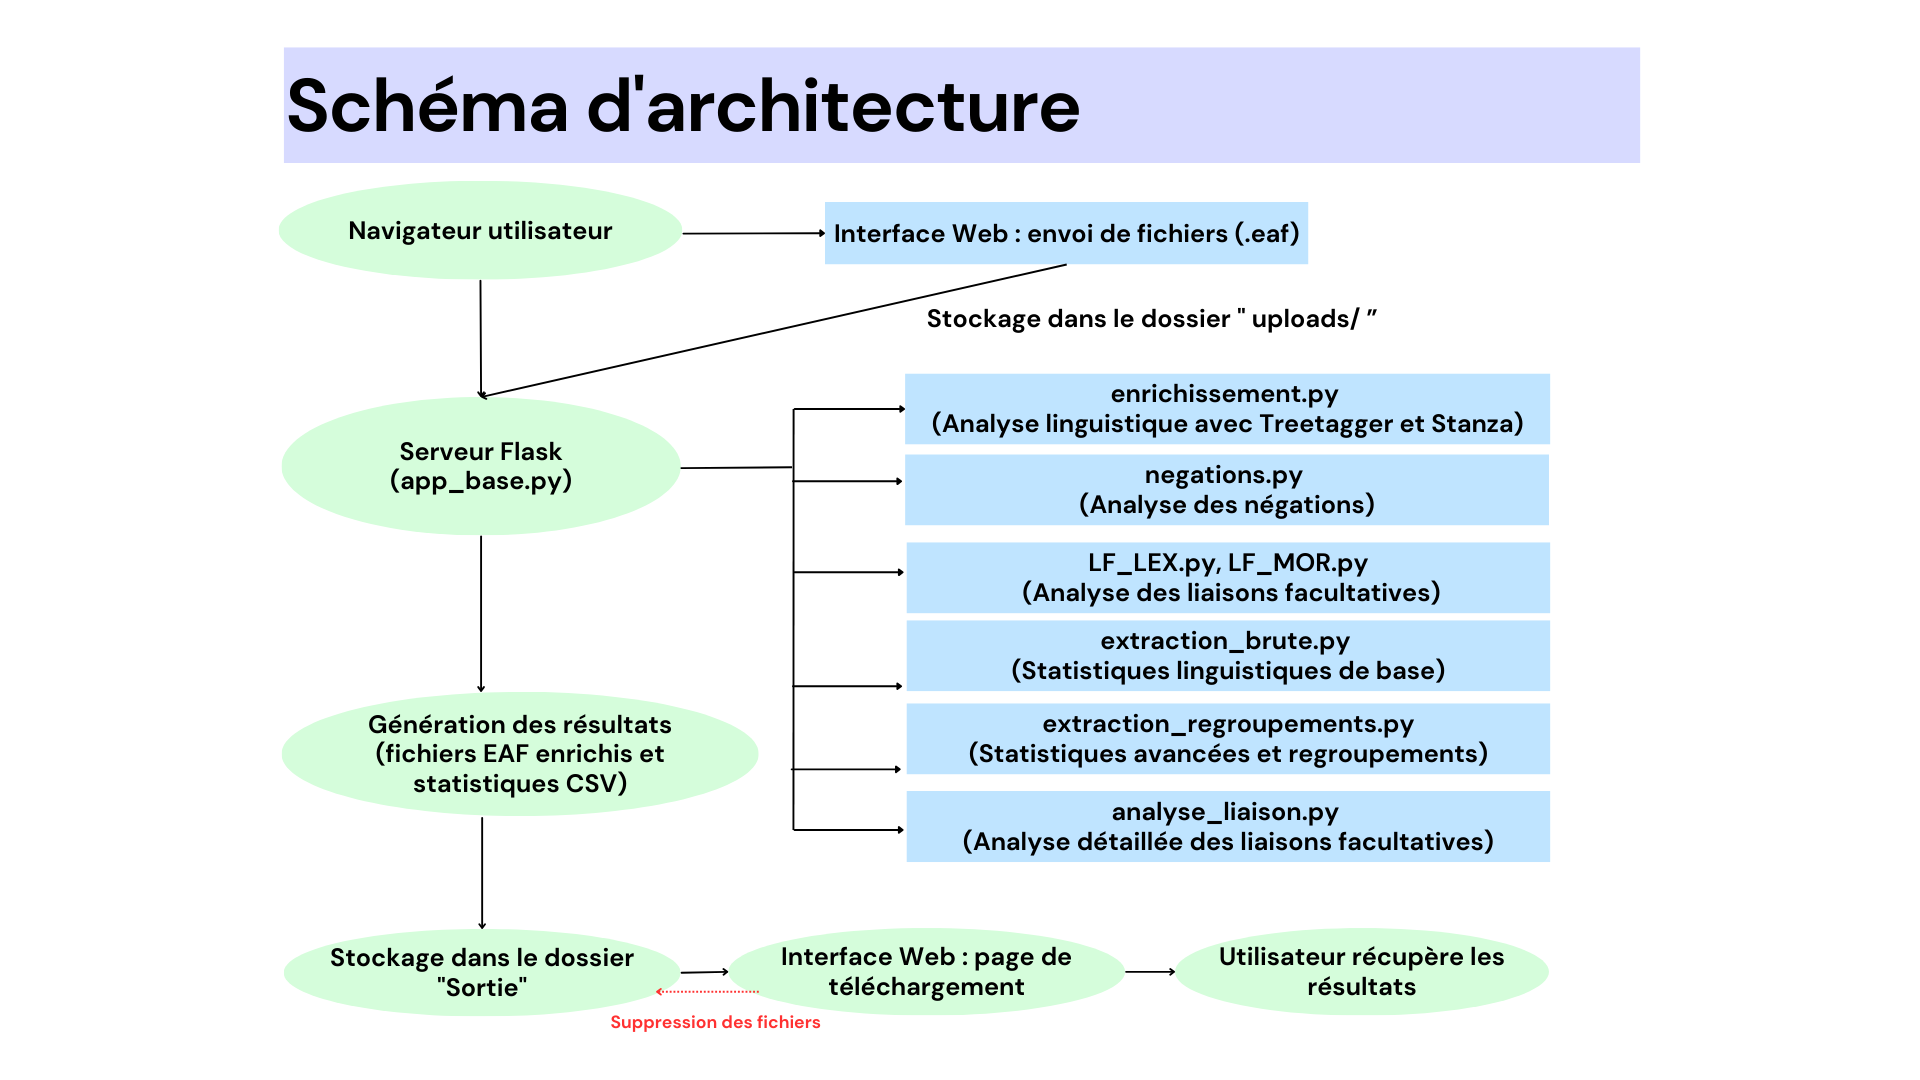 Schéma d'architecture
Navigateur utilisateur
Interface Web : envoi de fichiers (.eaf)
Stockage dans le dossier " uploads/ ”
Serveur Flask
(app_base.py)
enrichissement.py
(Analyse linguistique avec Treetagger et Stanza)
negations.py
(Analyse des négations)
LF_LEX.py, LF_MOR.py
(Analyse des liaisons facultatives)
extraction_brute.py
(Statistiques linguistiques de base)
extraction_regroupements.py
(Statistiques avancées et regroupements)
analyse_liaison.py
(Analyse détaillée des liaisons facultatives)
Génération des résultats
(fichiers EAF enrichis et
statistiques CSV)
Stockage dans le dossier
"Sortie"
Interface Web : page de
téléchargement
Utilisateur récupère les
résultats
Suppression des fichiers